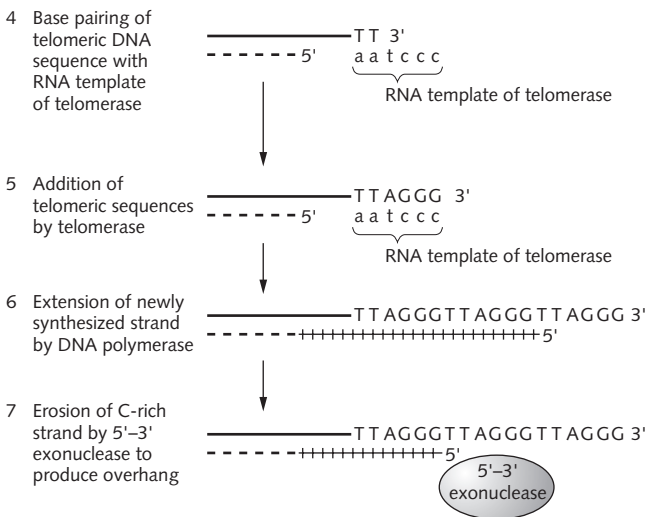 4 Base pairing of
telomeric DNA
sequence with
RNA template
of telomerase
TT 3'
5' aatccc
RNA template of telomerase
5 Addition of
telomeric sequences
by telomerase
TTAGGG 3'
5' aatccc
RNA template of telomerase
6 Extension of newly
synthesized strand
by DNA polymerase
TTAGGGTTAGGGTTAGGG 3'
5'
7 Erosion of C-rich
strand by 5'–3'
exonuclease to
produce overhang
TTAGGGTTAGGGTTAGGG 3'
5'
5'–3'
exonuclease